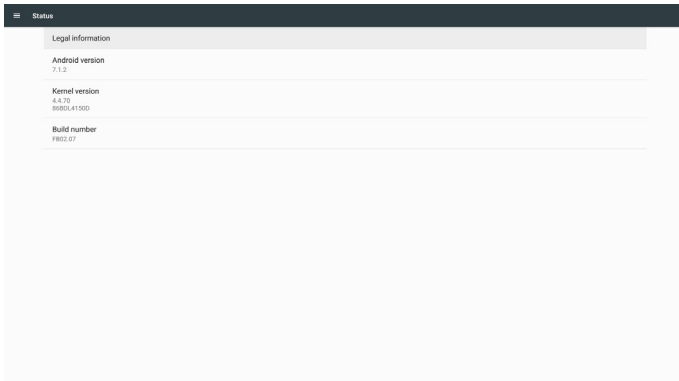 Status
Legal information
Android version
7.1.2
Kernel version
4.4.70
86BDL4150D
Build number
FB02.07